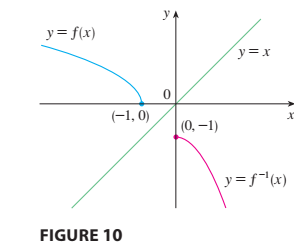 y
y = f(x)
y = x
0
x
(−1, 0)
(0, −1)
y = f⁻¹(x)
FIGURE 10